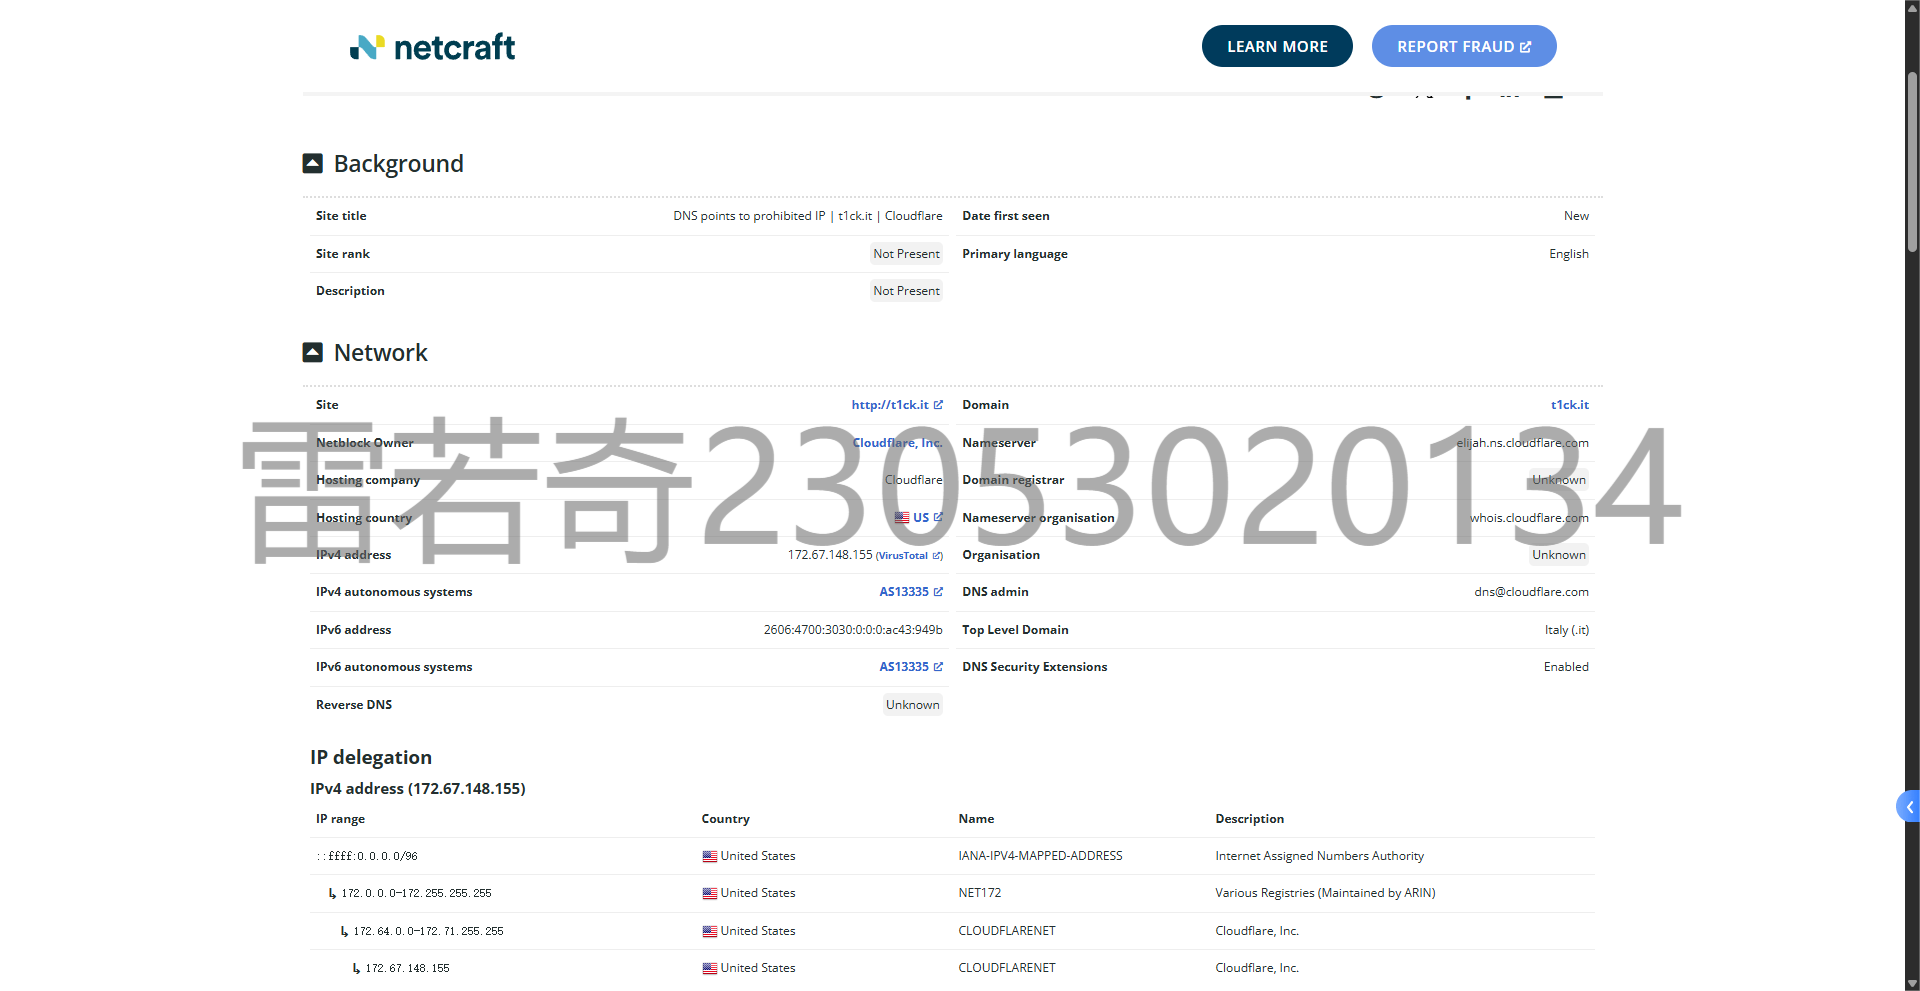 netcraft
LEARN MORE
REPORT FRAUD
Background
Site title DNS points to prohibited IP | t1ck.it | Cloudflare Date first seen New
Site rank Not Present Primary language English
Description Not Present
Network
Site http://t1ck.it Domain t1ck.it
Netblock Owner Cloudflare, Inc. Nameserver elijah.ns.cloudflare.com
Hosting company Cloudflare Domain registrar Unknown
雷若奇23053020134
Hosting country US Nameserver organisation whois.cloudflare.com
IPv4 address 172.67.148.155 (VirusTotal) Organisation Unknown
IPv4 autonomous systems AS13335 DNS admin dns@cloudflare.com
IPv6 address 2606:4700:3030:0:0:0:ac43:949b Top Level Domain Italy (.it)
IPv6 autonomous systems AS13335 DNS Security Extensions Enabled
Reverse DNS Unknown
IP delegation
IPv4 address (172.67.148.155)
IP range Country Name Description
::ffff:0.0.0.0/96 United States IANA-IPV4-MAPPED-ADDRESS Internet Assigned Numbers Authority
↳ 172.0.0.0-172.255.255.255 United States NET172 Various Registries (Maintained by ARIN)
↳ 172.64.0.0-172.71.255.255 United States CLOUDFLARENET Cloudflare, Inc.
↳ 172.67.148.155 United States CLOUDFLARENET Cloudflare, Inc.